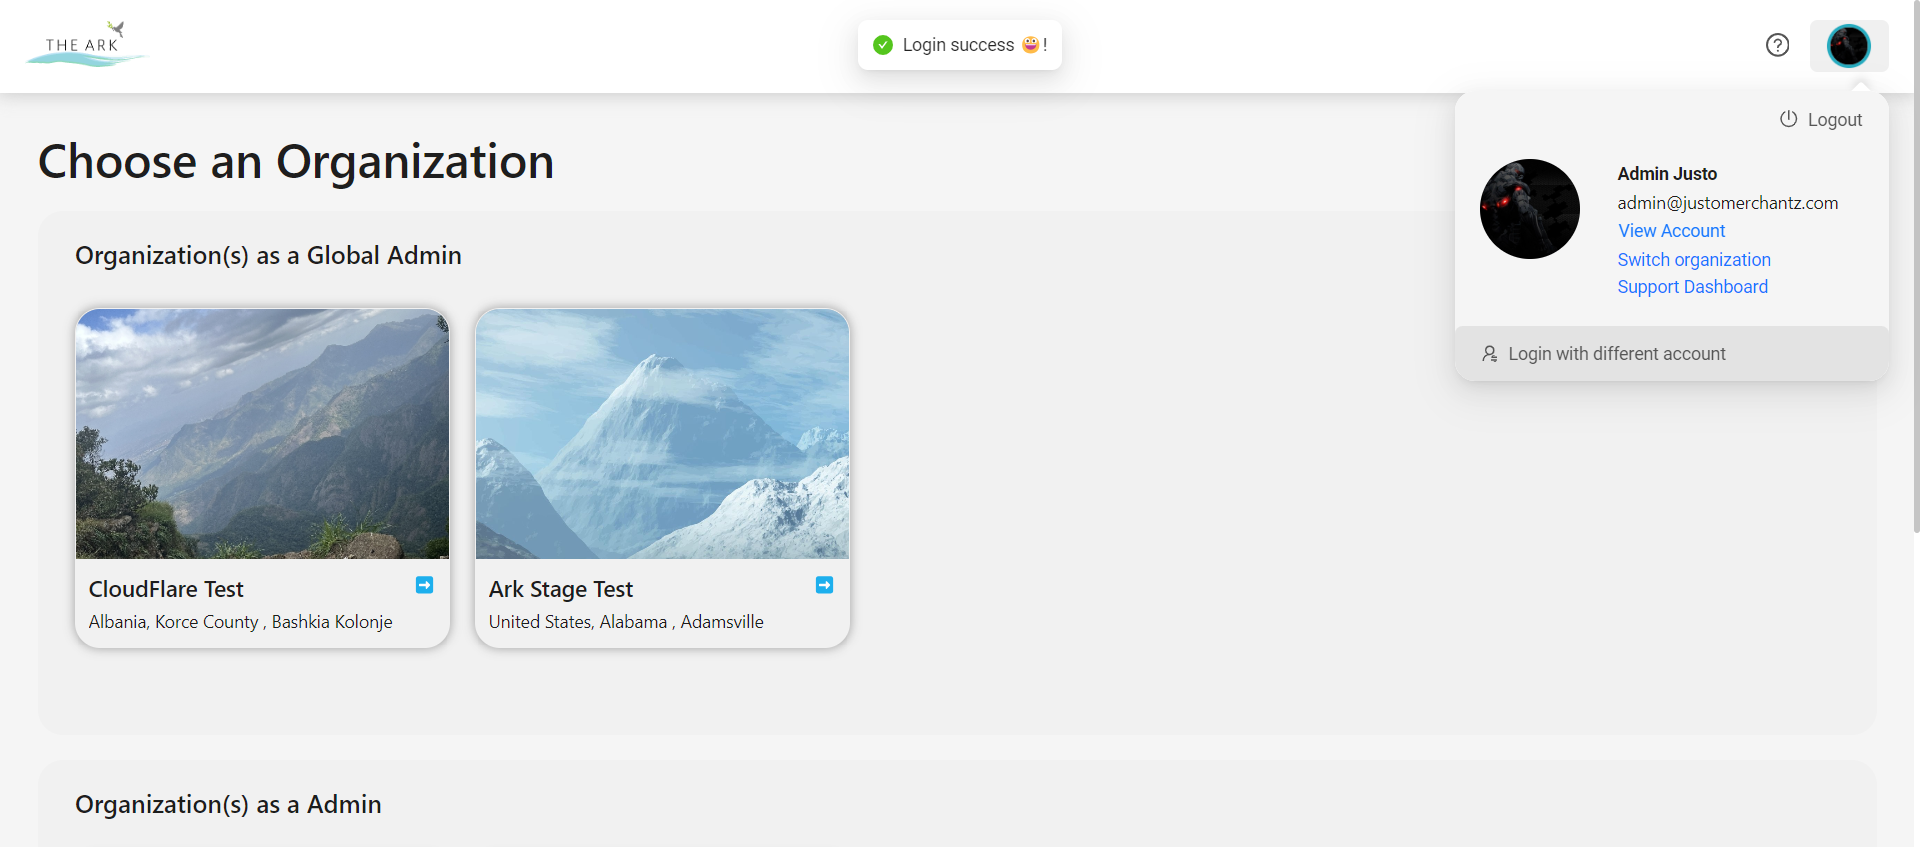 THE ARK
Login success 😀!
Logout
Admin Justo
admin@justomerchantz.com
View Account
Switch organization
Support Dashboard
Login with different account
Choose an Organization
Organization(s) as a Global Admin
CloudFlare Test
Albania, Korce County , Bashkia Kolonje
Ark Stage Test
United States, Alabama , Adamsville
Organization(s) as a Admin